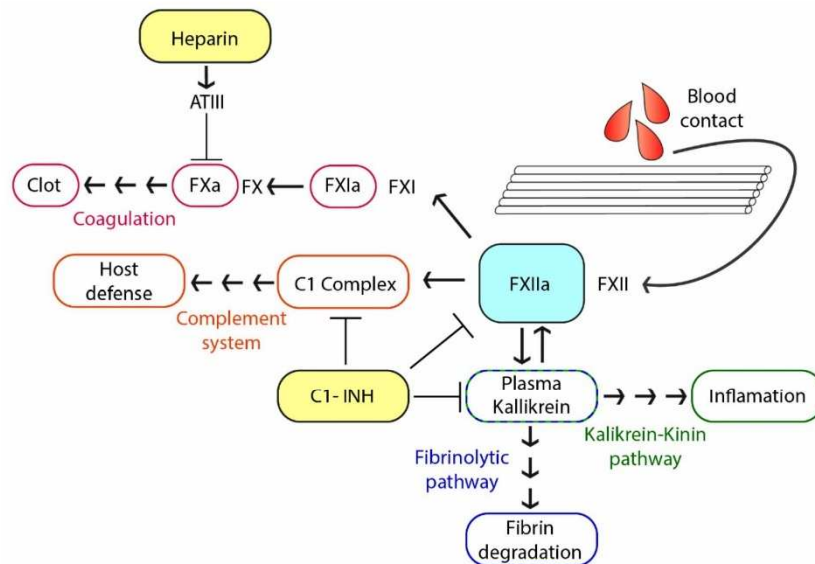 Heparin
ATIII
Blood
contact
Clot
FXa
FX
FXIa
FXI
Coagulation
Host
defense
C1 Complex
FXIIa
FXII
Complement
system
C1- INH
Plasma
Kallikrein
Inflamation
Kalikrein-Kinin
pathway
Fibrinolytic
pathway
Fibrin
degradation